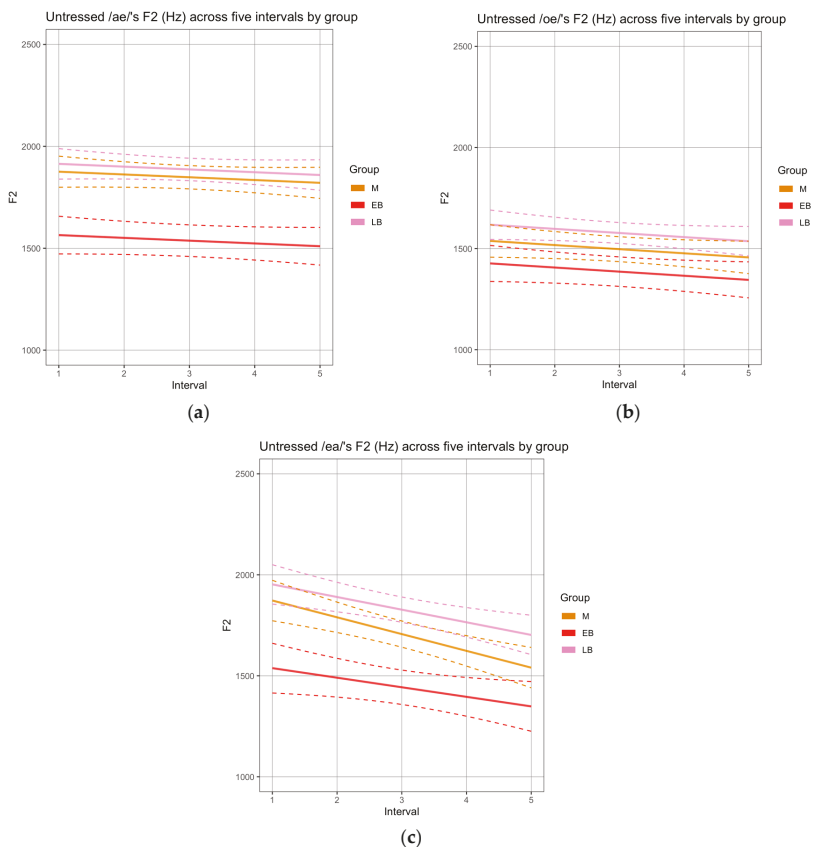 Untressed /ae/'s F2 (Hz) across five intervals by group
2500
2000
1500
1000
F2
1 2 3 4 5
Interval
Group
M
EB
LB
(a)
Untressed /oe/'s F2 (Hz) across five intervals by group
2500
2000
1500
1000
F2
1 2 3 4 5
Interval
Group
M
EB
LB
(b)
Untressed /ea/'s F2 (Hz) across five intervals by group
2500
2000
1500
1000
F2
1 2 3 4 5
Interval
Group
M
EB
LB
(c)